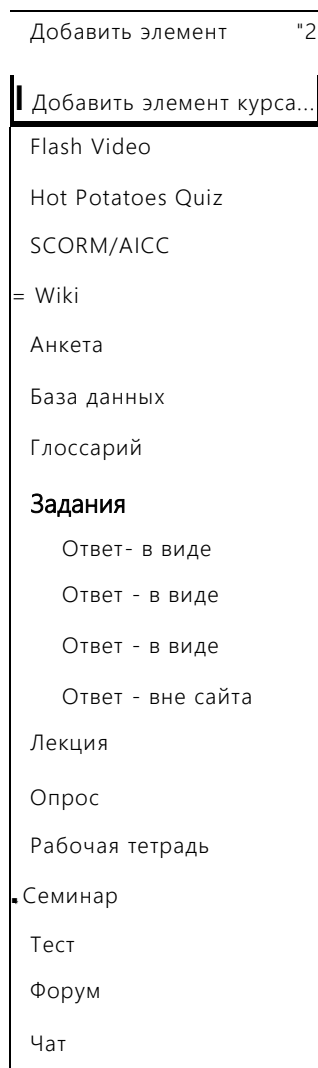 Добавить элемент "2
Добавить элемент курса...
Flash Video
Hot Potatoes Quiz
SCORM/AICC
= Wiki
Анкета
База данных
Глоссарий
Задания
Ответ- в виде
Ответ - в виде
Ответ - в виде
Ответ - вне сайта
Лекция
Опрос
Рабочая тетрадь
Семинар
Тест
Форум
Чат